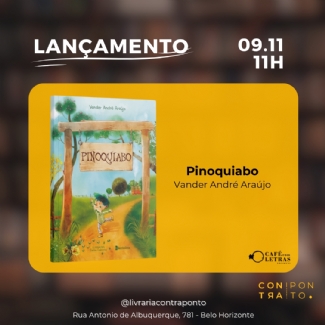 LANÇAMENTO
09.11
11H
Vander André Araújo
PINOQUIABO
Pinoquiabo
Vander André Araújo
CAFÉ COM
LETRAS
CON PON
TRA TO.
@livrariacontraponto
Rua Antonio de Albuquerque, 781 - Belo Horizonte